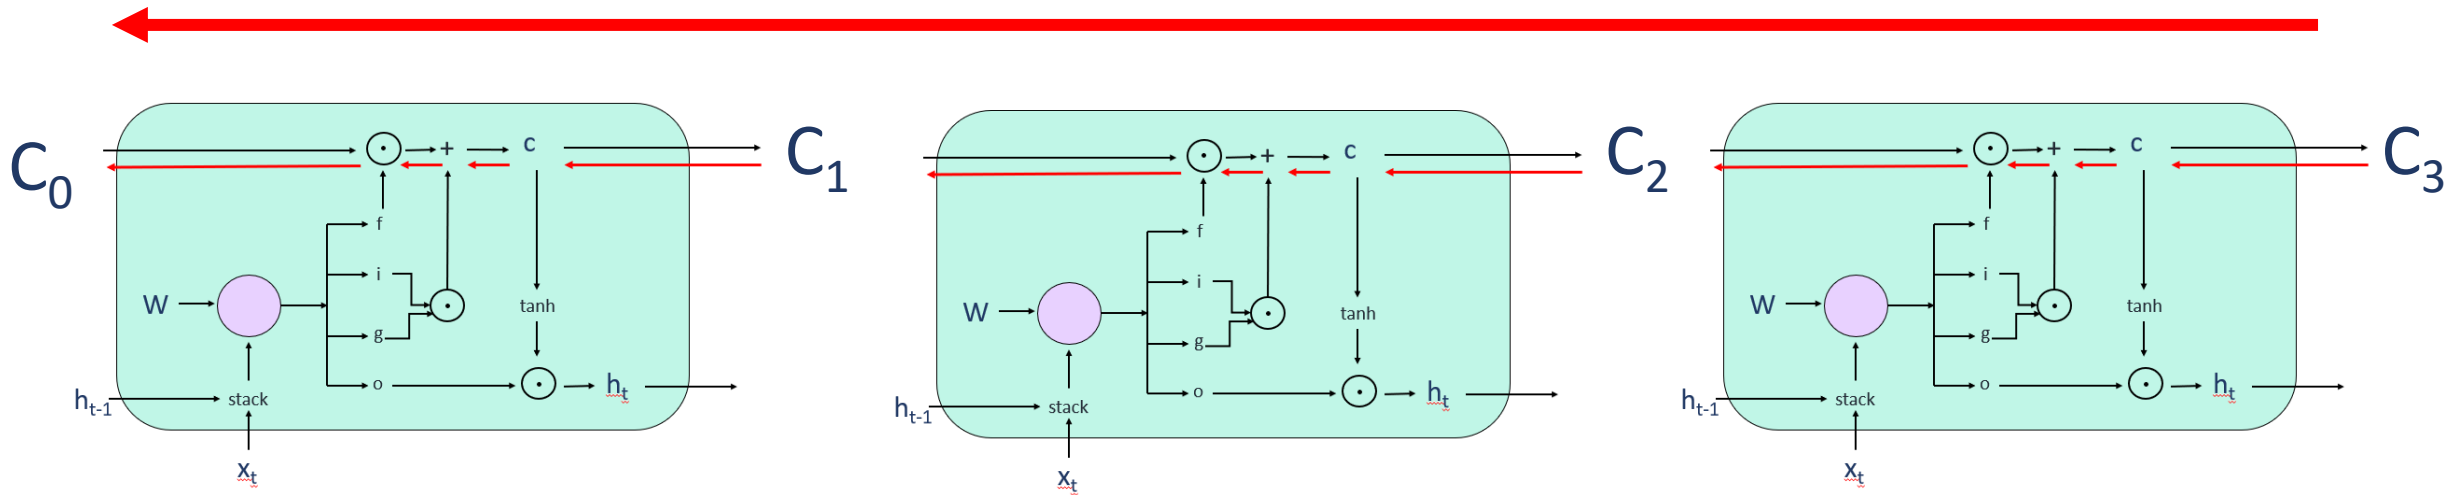 C0 C1 C2 C3
+ c
f
i
W
g
tanh
o
ht-1
stack
ht
xt
+ c
f
i
W
g
tanh
o
ht-1
stack
ht
xt
+ c
f
i
W
g
tanh
o
ht-1
stack
ht
xt